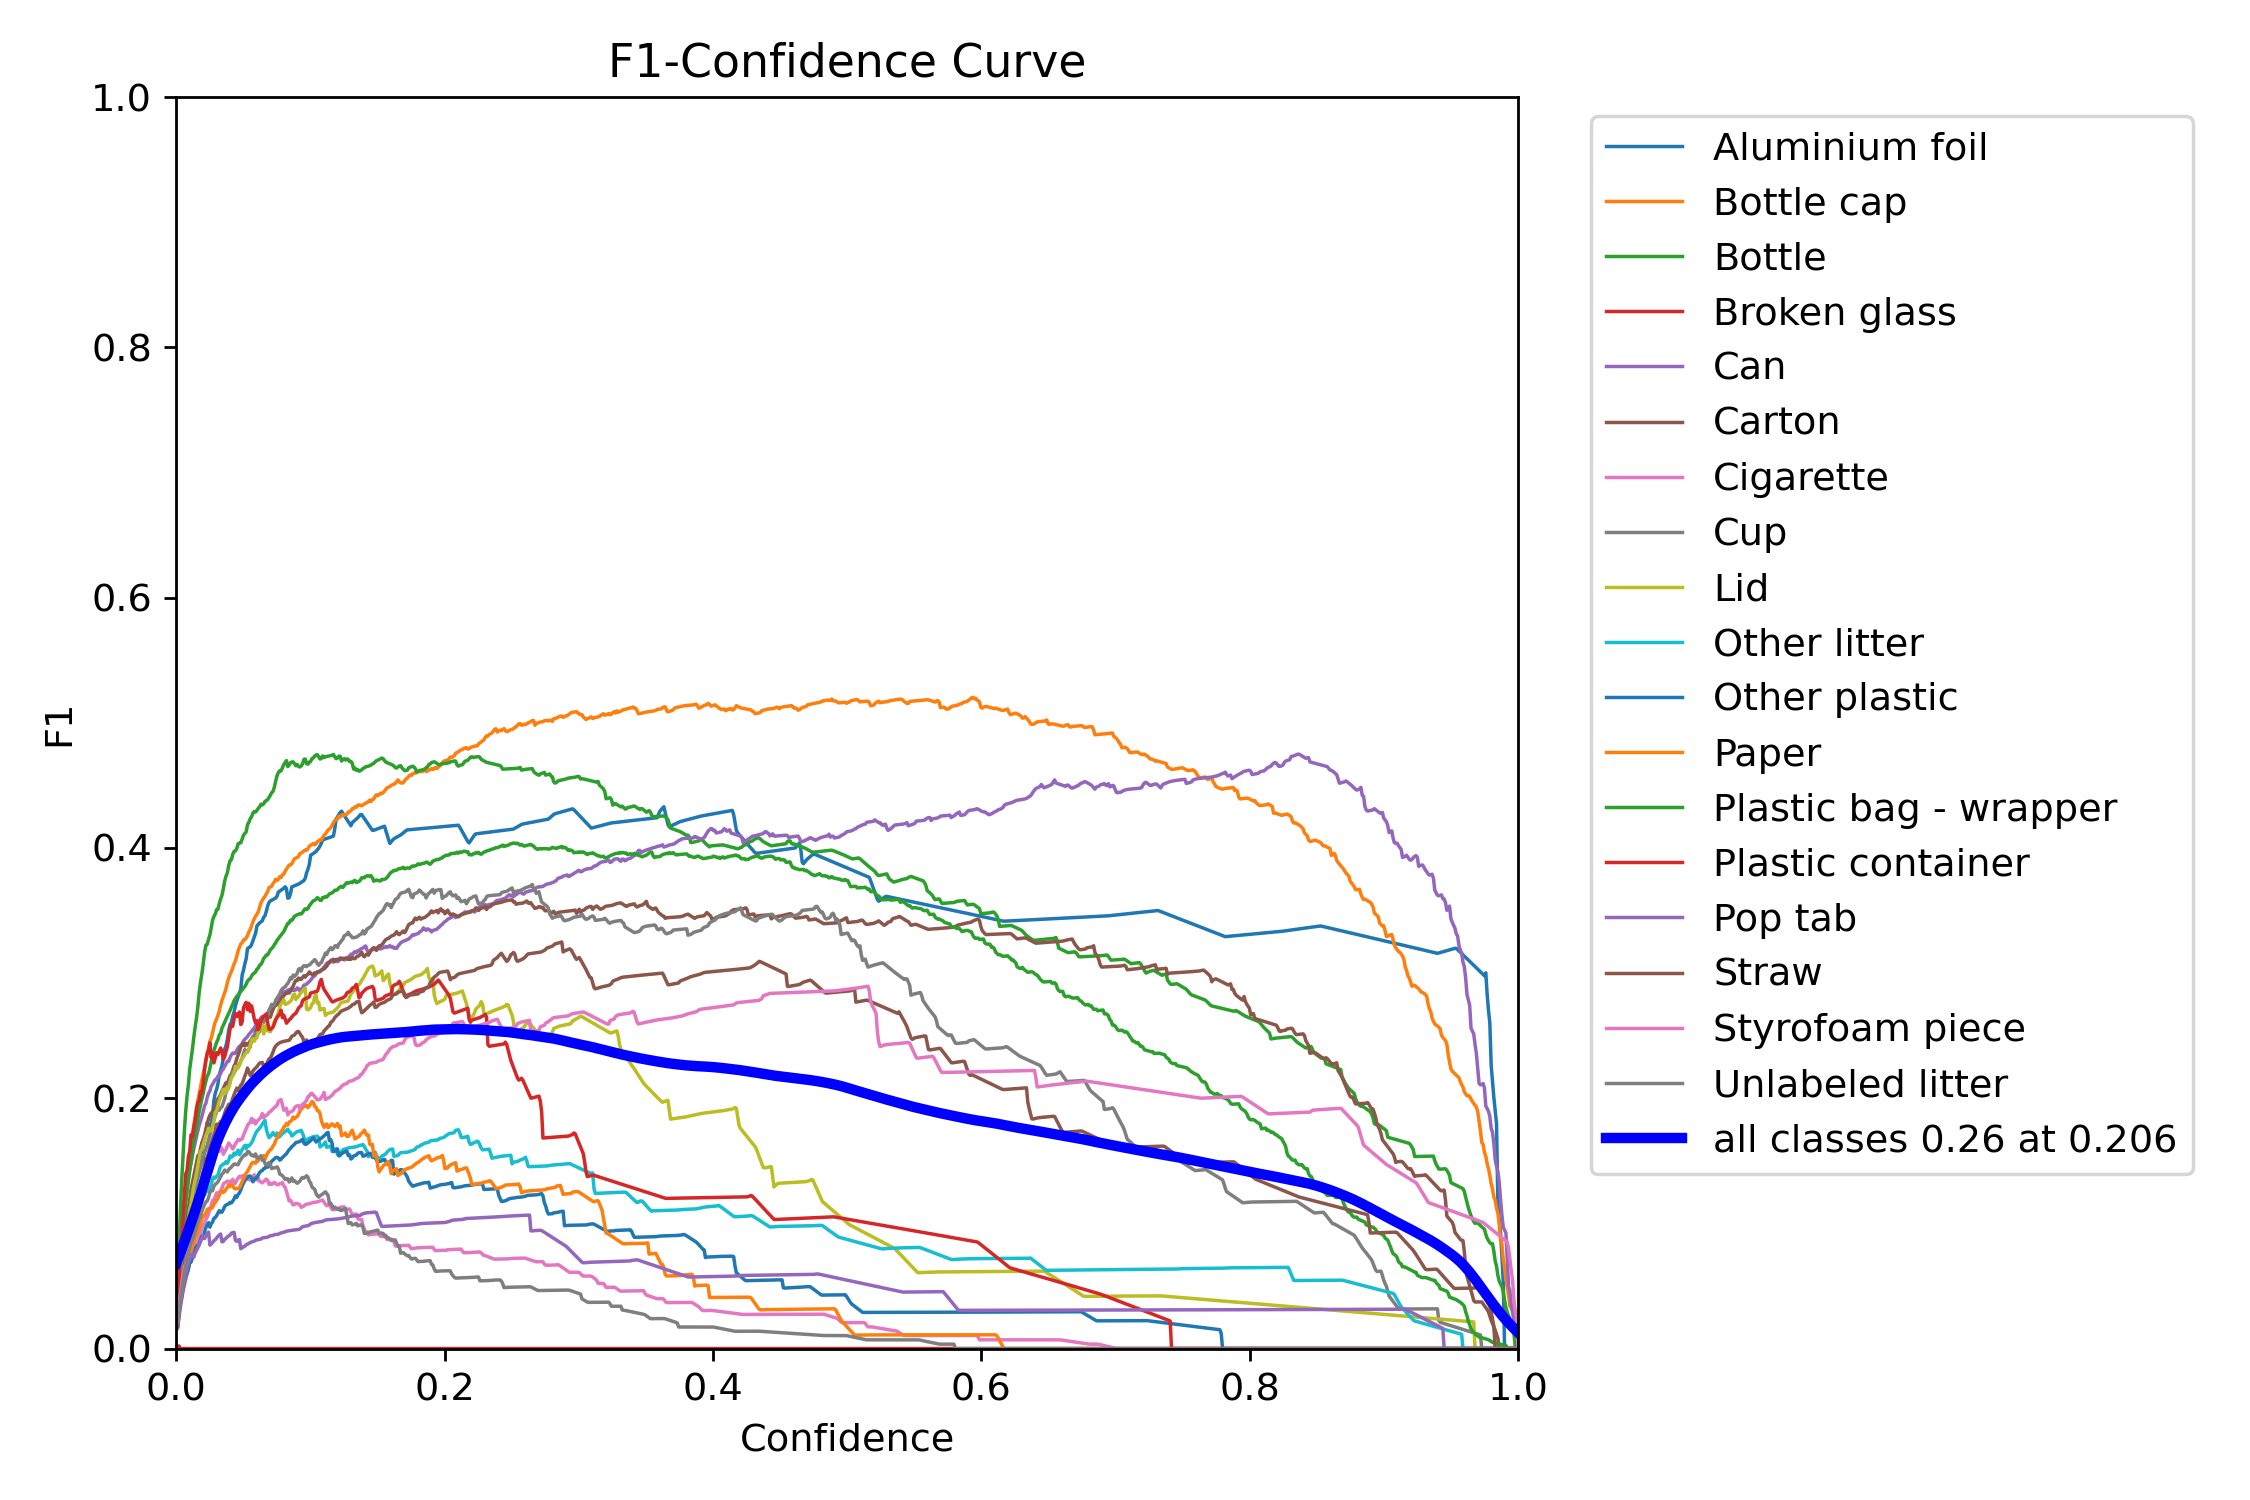 F1-Confidence Curve
1.0
0.8
0.6
0.4
0.2
0.0
F1
0.0 0.2 0.4 0.6 0.8 1.0
Confidence
Aluminium foil
Bottle cap
Bottle
Broken glass
Can
Carton
Cigarette
Cup
Lid
Other litter
Other plastic
Paper
Plastic bag - wrapper
Plastic container
Pop tab
Straw
Styrofoam piece
Unlabeled litter
all classes 0.26 at 0.206